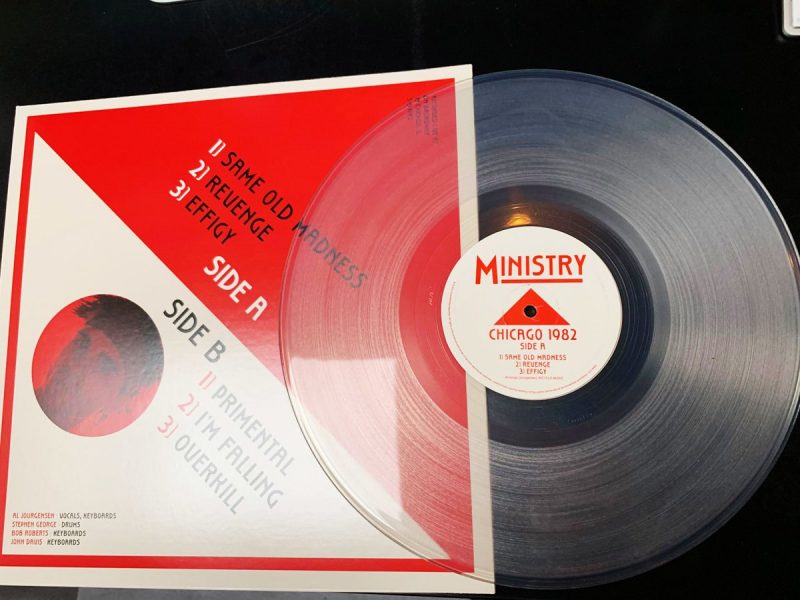 1) SAME OLD MADNESS
2) REVENGE
3) EFFIGY
SIDE A
SIDE B
1) PRIMENTAL
2) I'M FALLING
3) OVERKILL
AL JOURGENSEN · VOCALS, KEYBOARDS
STEPHEN GEORGE · DRUMS
BOB ROBERTS · KEYBOARDS
JOHN DAVIS · KEYBOARDS
MINISTRY
CHICAGO 1982
SIDE A
1) SAME OLD MADNESS
2) REVENGE
3) EFFIGY